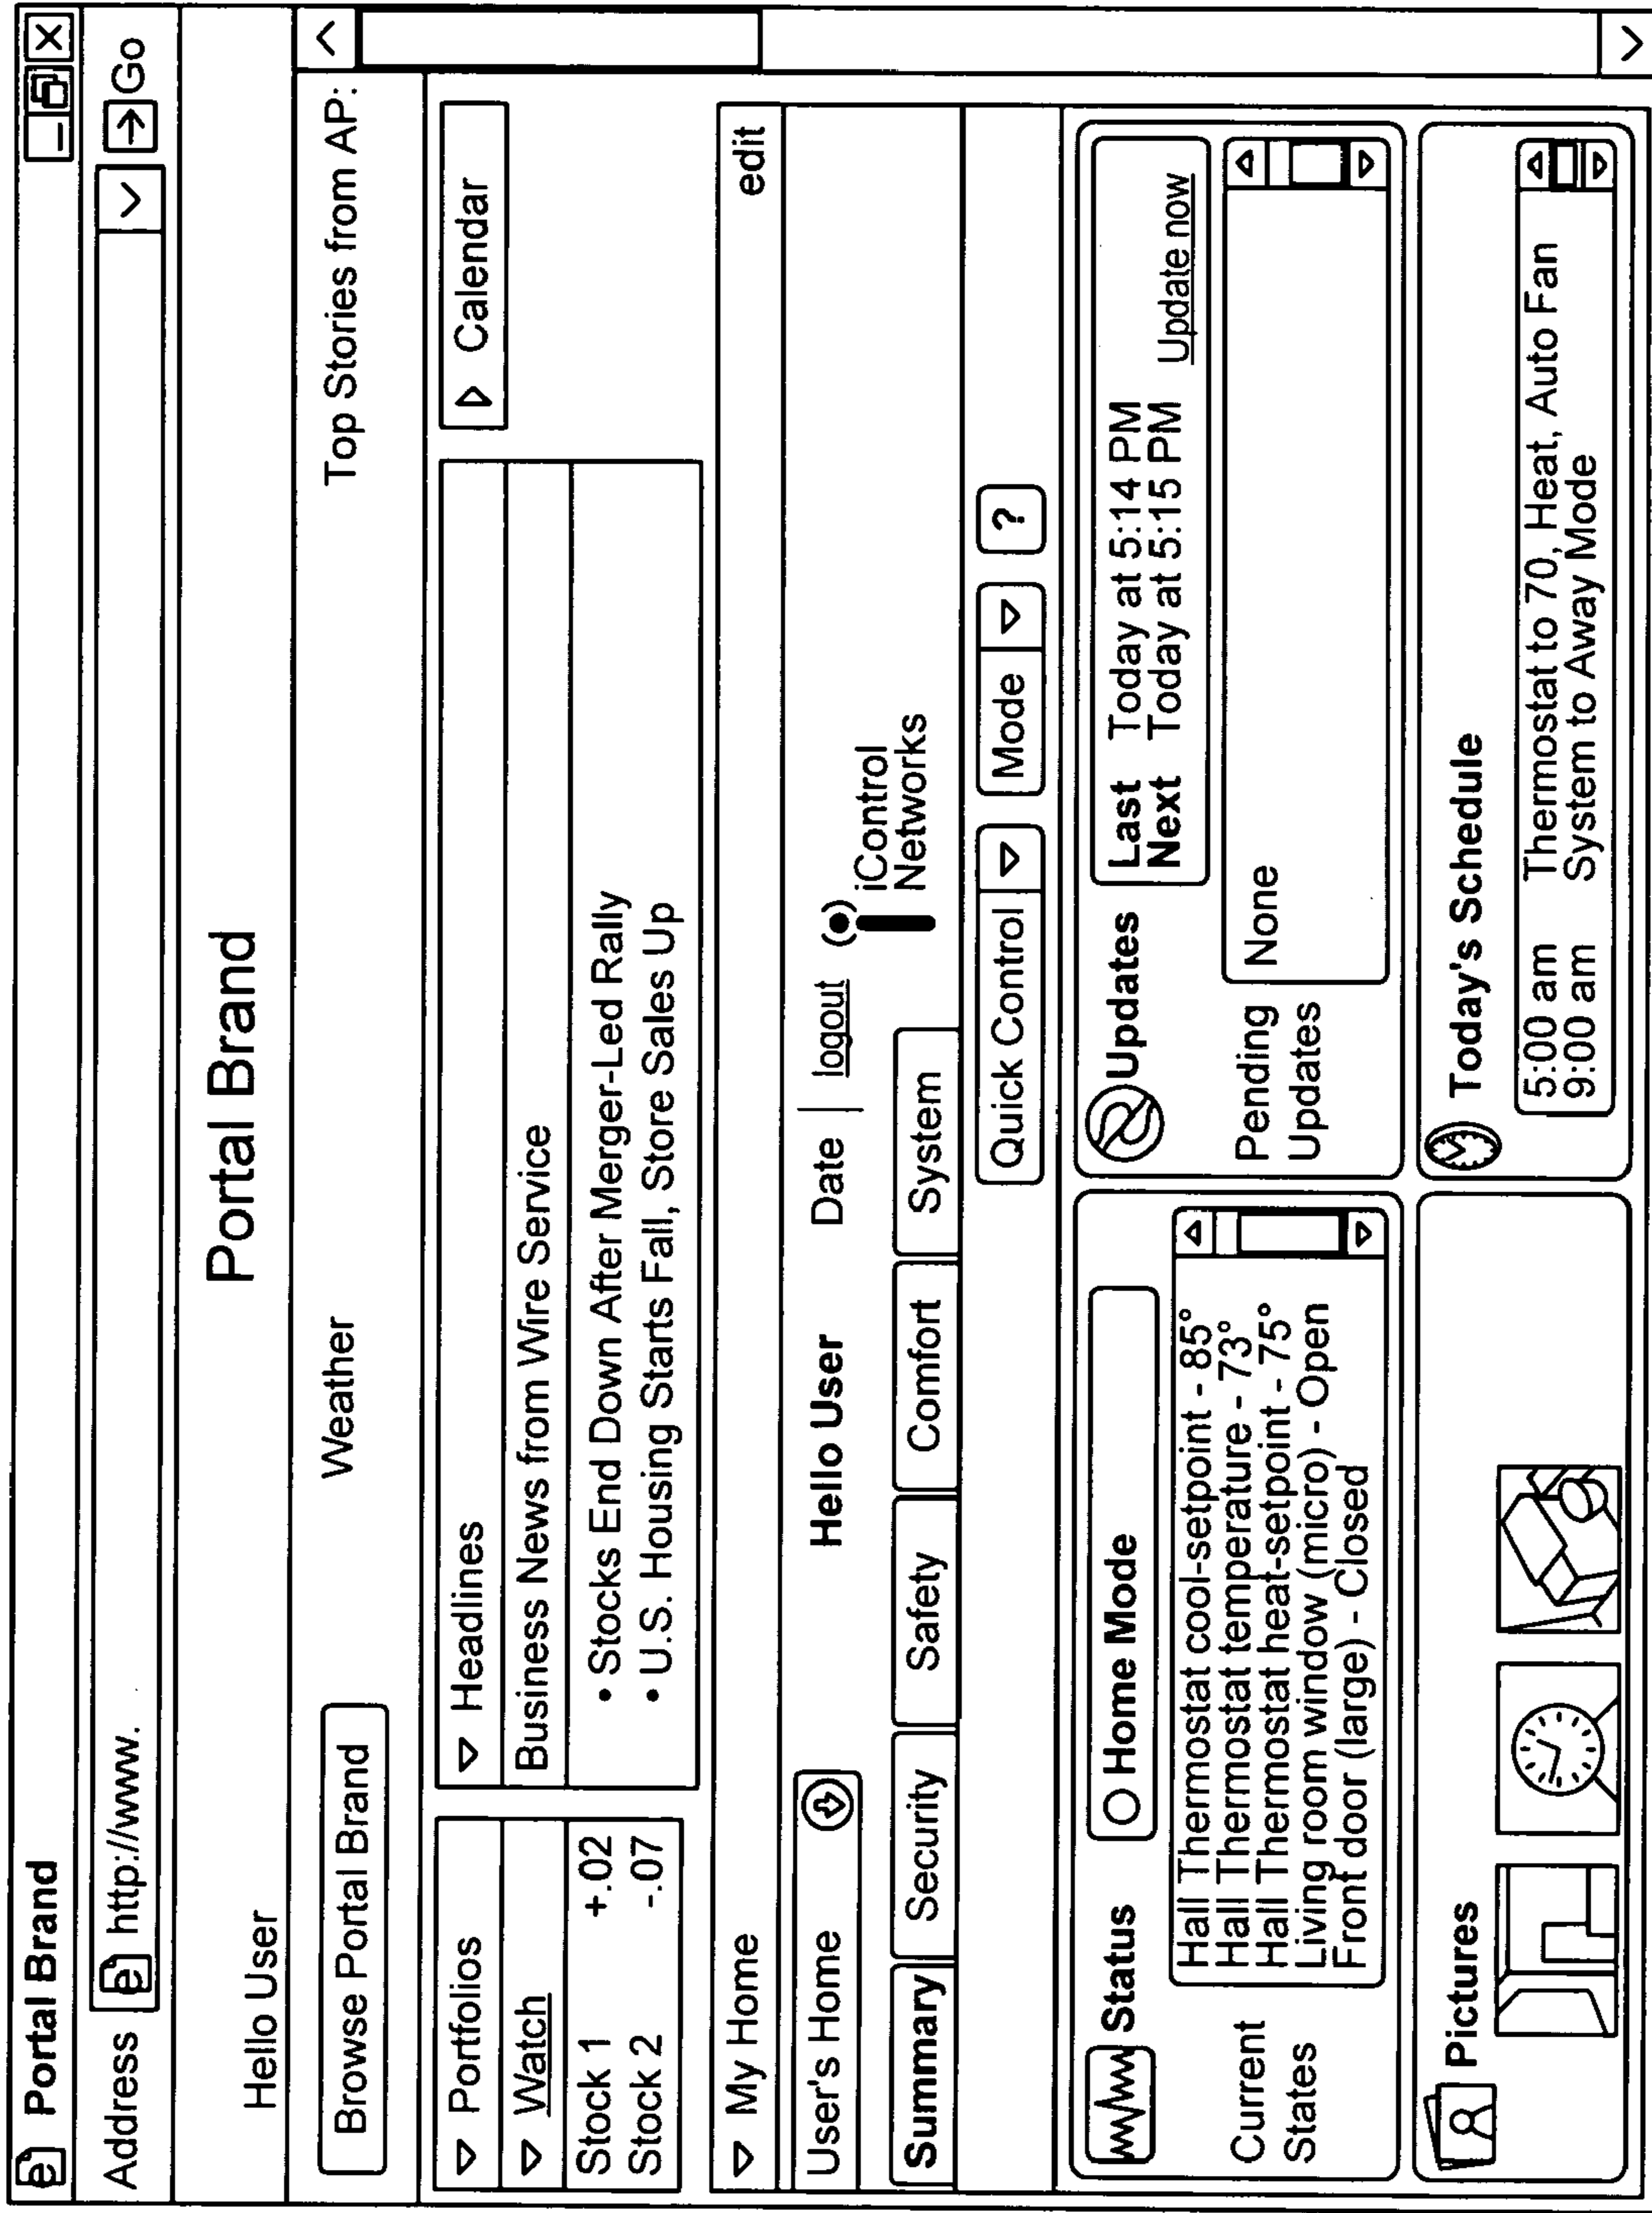 Portal Brand
Address http://www. Go
Portal Brand
Hello User
Browse Portal Brand Weather Top Stories from AP:
Portfolios
Watch
Stock 1 +.02
Stock 2 -.07
Headlines
Business News from Wire Service
• Stocks End Down After Merger-Led Rally
• U.S. Housing Starts Fall, Store Sales Up
Calendar
My Home edit
User's Home Hello User Date | logout
iControl
Networks
Summary Security Safety Comfort System
Quick Control Mode ?
Status Home Mode
Current
States
Hall Thermostat cool-setpoint - 85°
Hall Thermostat temperature - 73°
Hall Thermostat heat-setpoint - 75°
Living room window (micro) - Open
Front door (large) - Closed
Updates
Last Today at 5:14 PM
Next Today at 5:15 PM Update now
Pending
Updates
None
Pictures
Today's Schedule
5:00 am Thermostat to 70, Heat, Auto Fan
9:00 am System to Away Mode